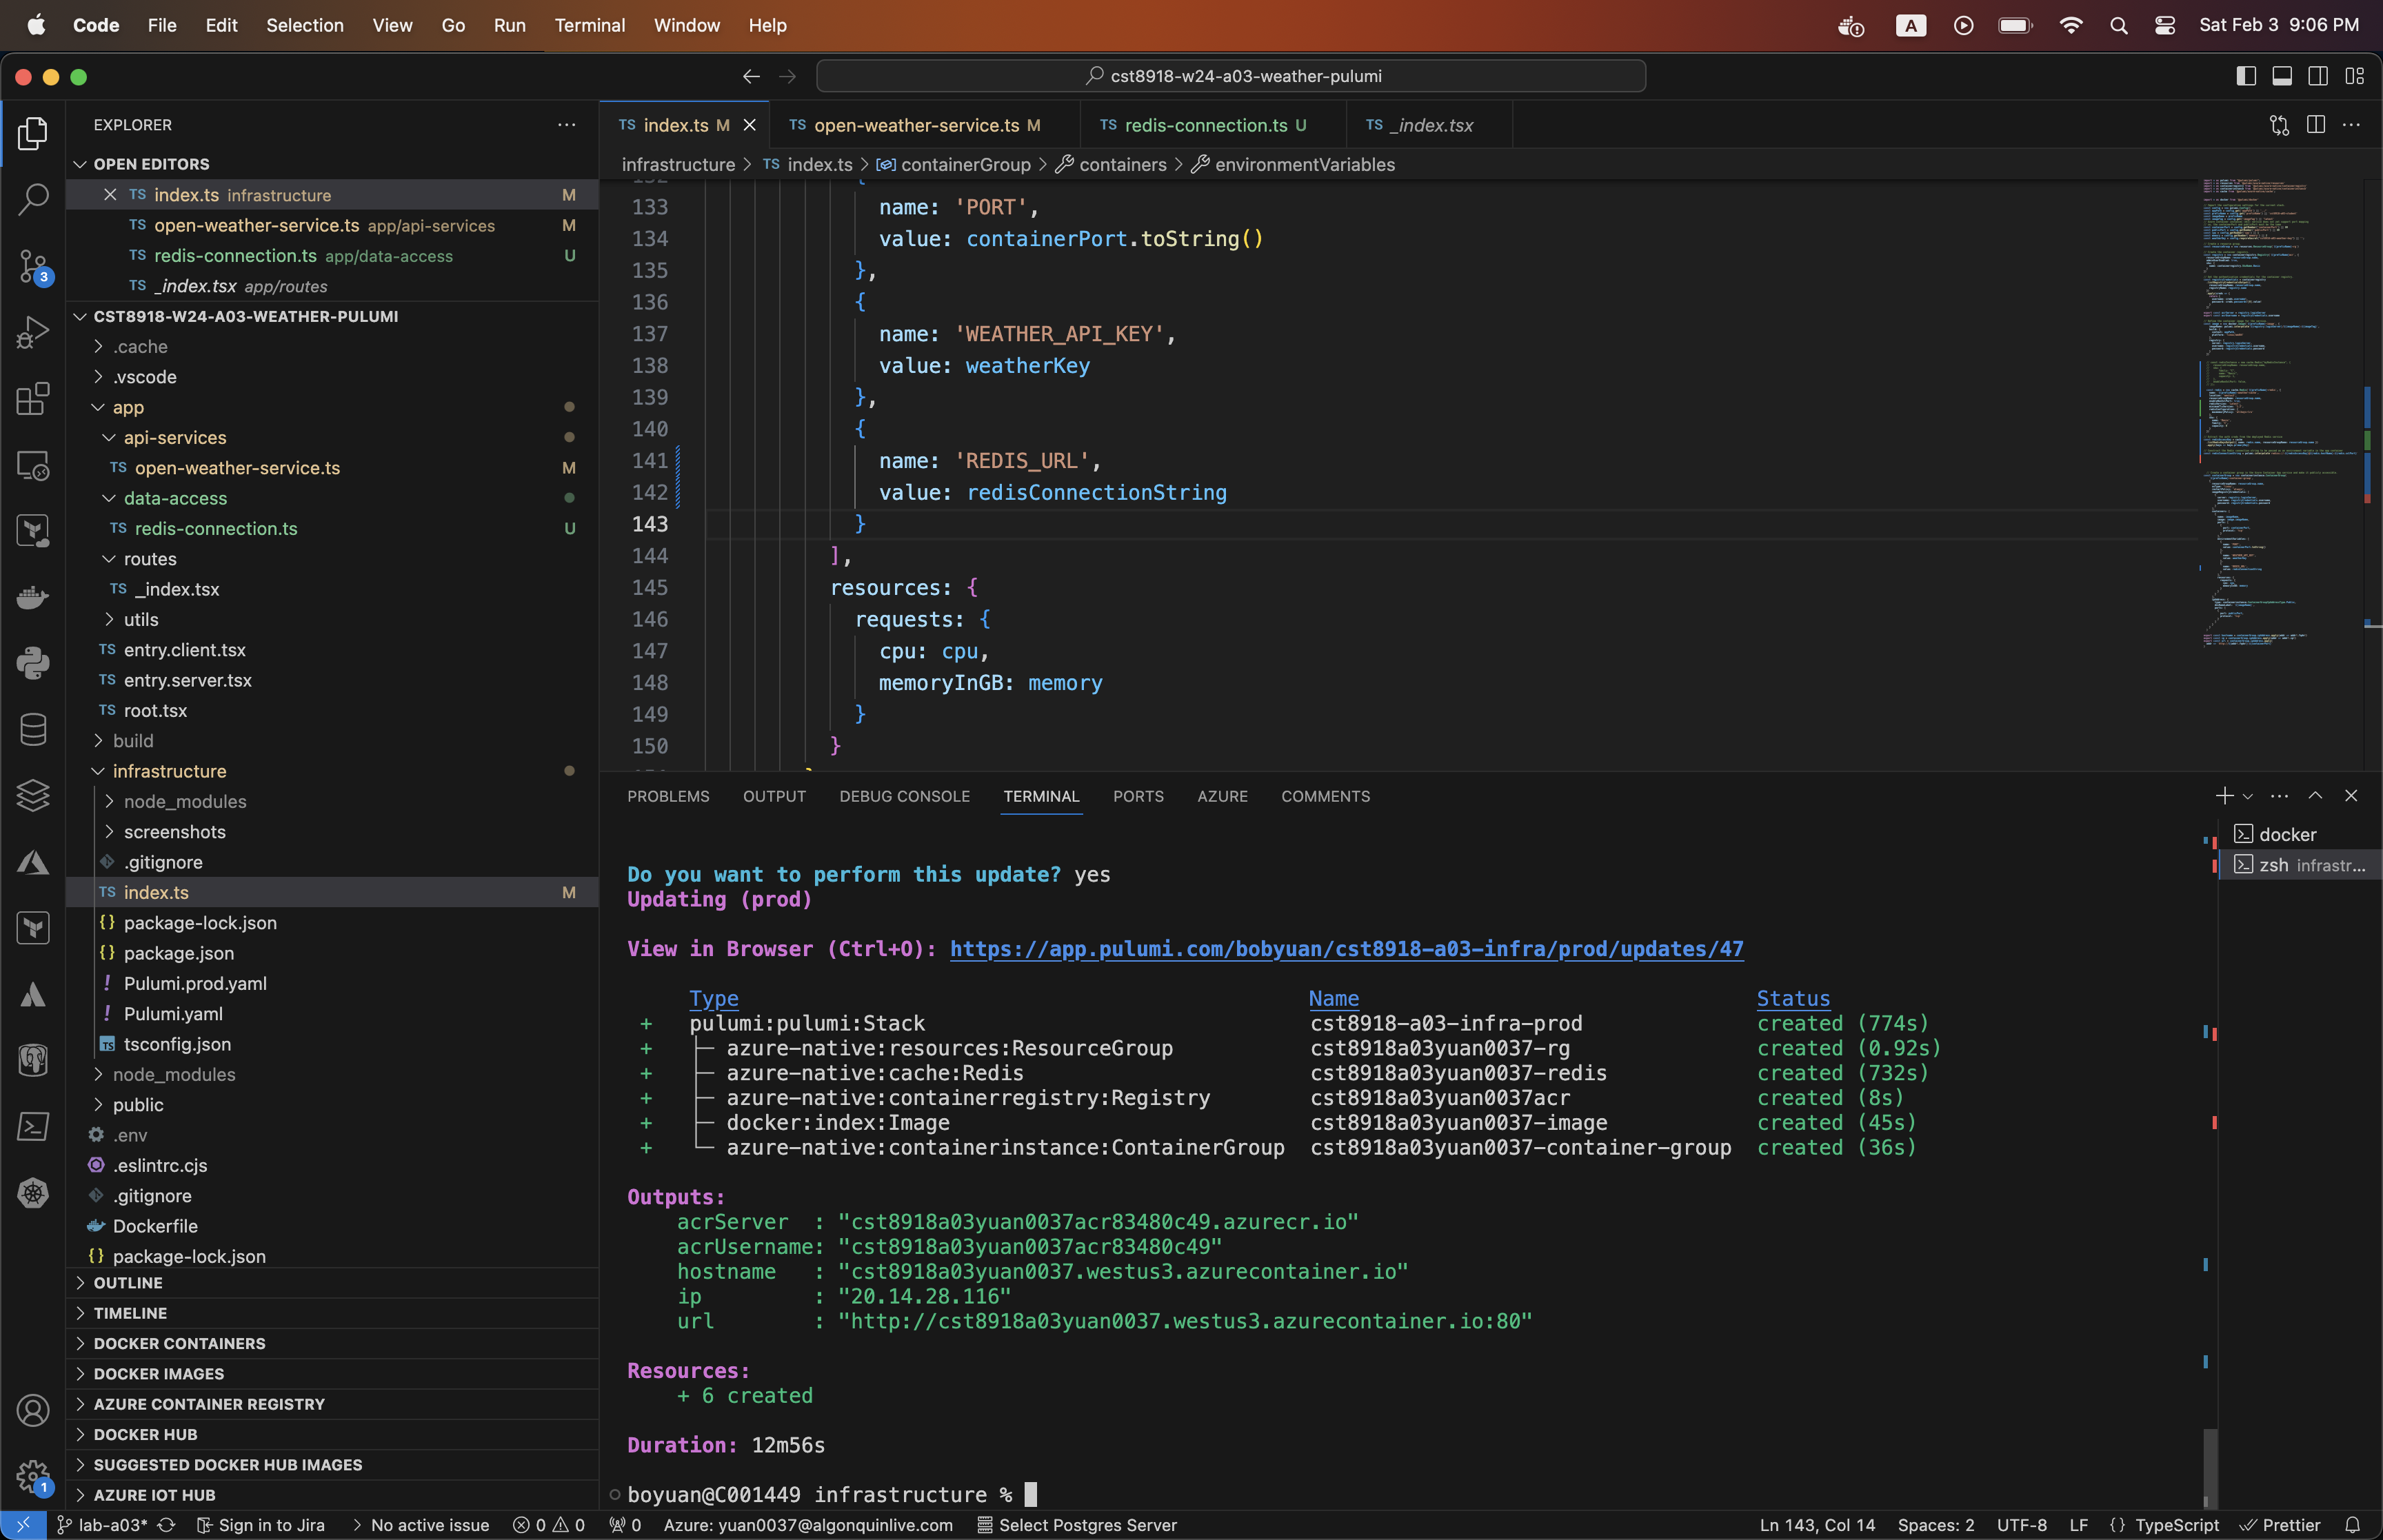 Code File Edit Selection View Go Run Terminal Window Help
A
Sat Feb 3 9:06 PM
cst8918-w24-a03-weather-pulumi
EXPLORER
OPEN EDITORS
TS index.ts infrastructure M
TS open-weather-service.ts app/api-services M
TS redis-connection.ts app/data-access U
TS _index.tsx app/routes
CST8918-W24-A03-WEATHER-PULUMI
.cache
.vscode
app
api-services
TS open-weather-service.ts M
data-access
TS redis-connection.ts U
routes
TS _index.tsx
utils
TS entry.client.tsx
TS entry.server.tsx
TS root.tsx
build
infrastructure
node_modules
screenshots
.gitignore
TS index.ts M
{} package-lock.json
{} package.json
! Pulumi.prod.yaml
! Pulumi.yaml
TS tsconfig.json
node_modules
public
.env
.eslintrc.cjs
.gitignore
Dockerfile
{} package-lock.json
OUTLINE
TIMELINE
DOCKER CONTAINERS
DOCKER IMAGES
AZURE CONTAINER REGISTRY
DOCKER HUB
SUGGESTED DOCKER HUB IMAGES
AZURE IOT HUB
3
1
TS index.ts M TS open-weather-service.ts M TS redis-connection.ts U TS _index.tsx
infrastructure > TS index.ts > containerGroup > containers > environmentVariables
132 {
133 name: 'PORT',
134 value: containerPort.toString()
135 },
136 {
137 name: 'WEATHER_API_KEY',
138 value: weatherKey
139 },
140 {
141 name: 'REDIS_URL',
142 value: redisConnectionString
143 }
144 ],
145 resources: {
146 requests: {
147 cpu: cpu,
148 memoryInGB: memory
149 }
150 }
PROBLEMS OUTPUT DEBUG CONSOLE TERMINAL PORTS AZURE COMMENTS
docker
zsh infrastr...
Do you want to perform this update? yes
Updating (prod)
View in Browser (Ctrl+O): https://app.pulumi.com/bobyuan/cst8918-a03-infra/prod/updates/47
Type Name Status
+ pulumi:pulumi:Stack cst8918-a03-infra-prod created (774s)
+ ├─ azure-native:resources:ResourceGroup cst8918a03yuan0037-rg created (0.92s)
+ ├─ azure-native:cache:Redis cst8918a03yuan0037-redis created (732s)
+ ├─ azure-native:containerregistry:Registry cst8918a03yuan0037acr created (8s)
+ ├─ docker:index:Image cst8918a03yuan0037-image created (45s)
+ └─ azure-native:containerinstance:ContainerGroup cst8918a03yuan0037-container-group created (36s)
Outputs:
acrServer : "cst8918a03yuan0037acr83480c49.azurecr.io"
acrUsername: "cst8918a03yuan0037acr83480c49"
hostname : "cst8918a03yuan0037.westus3.azurecontainer.io"
ip : "20.14.28.116"
url : "http://cst8918a03yuan0037.westus3.azurecontainer.io:80"
Resources:
+ 6 created
Duration: 12m56s
boyuan@C001449 infrastructure %
lab-a03* Sign in to Jira > No active issue 0 0 0 Azure: yuan0037@algonquinlive.com Select Postgres Server Ln 143, Col 14 Spaces: 2 UTF-8 LF {} TypeScript Prettier